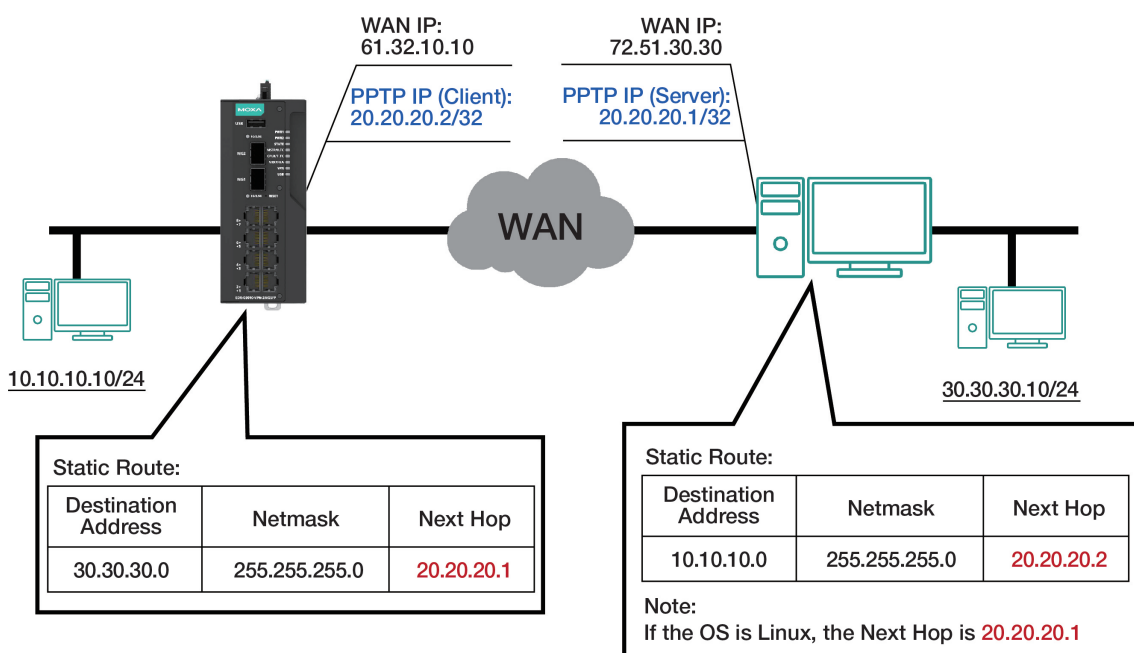 WAN IP:
61.32.10.10
WAN IP:
72.51.30.30
PPTP IP (Client):
20.20.20.2/32
PPTP IP (Server):
20.20.20.1/32
MOXA
USB
WAN
10.10.10.10/24
30.30.30.10/24
Static Route:
Destination Address Netmask Next Hop
30.30.30.0 255.255.255.0 20.20.20.1
Static Route:
Destination Address Netmask Next Hop
10.10.10.0 255.255.255.0 20.20.20.2
Note:
If the OS is Linux, the Next Hop is 20.20.20.1